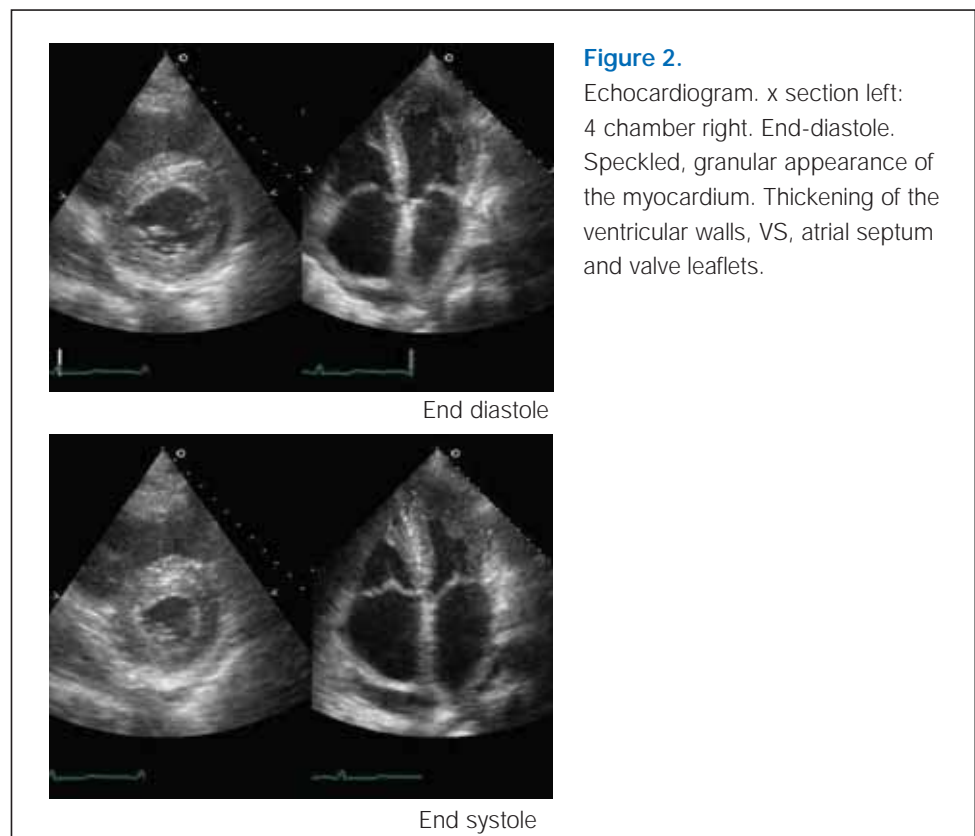 Figure 2.
Echocardiogram. x section left:
4 chamber right. End-diastole.
Speckled, granular appearance of
the myocardium. Thickening of the
ventricular walls, VS, atrial septum
and valve leaflets.
End diastole
End systole